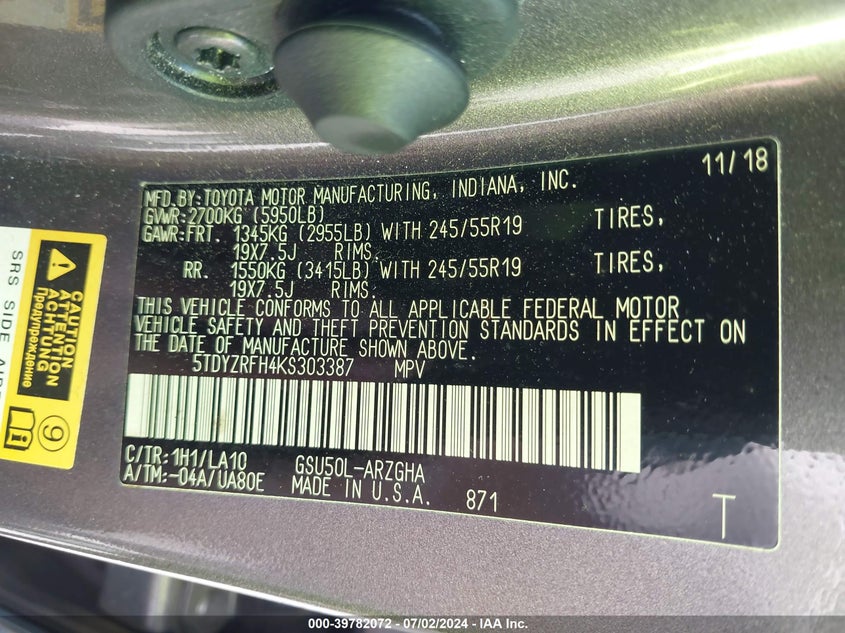 11/18
MFD.BY:TOYOTA MOTOR MANUFACTURING, INDIANA, INC.
GVWR:2700KG (5950LB)
GAWR:FRT. 1345KG (2955LB) WITH 245/55R19 TIRES,
19X7.5J RIMS.
RR. 1550KG (3415LB) WITH 245/55R19 TIRES,
19X7.5J RIMS.
THIS VEHICLE CONFORMS TO ALL APPLICABLE FEDERAL MOTOR
VEHICLE SAFETY AND THEFT PREVENTION STANDARDS IN EFFECT ON
THE DATE OF MANUFACTURE SHOWN ABOVE.
5TDYZRFH4KS303387 MPV
C/TR:1H1/LA10 GSU50L-ARZGHA
A/TM:-04A/UA80E MADE IN U.S.A. 871
T
CAUTION
ATTENTION
ACHTUNG
Предупреждение
9
i
SRS SIDE
000-39782072 - 07/02/2024 - IAA Inc.